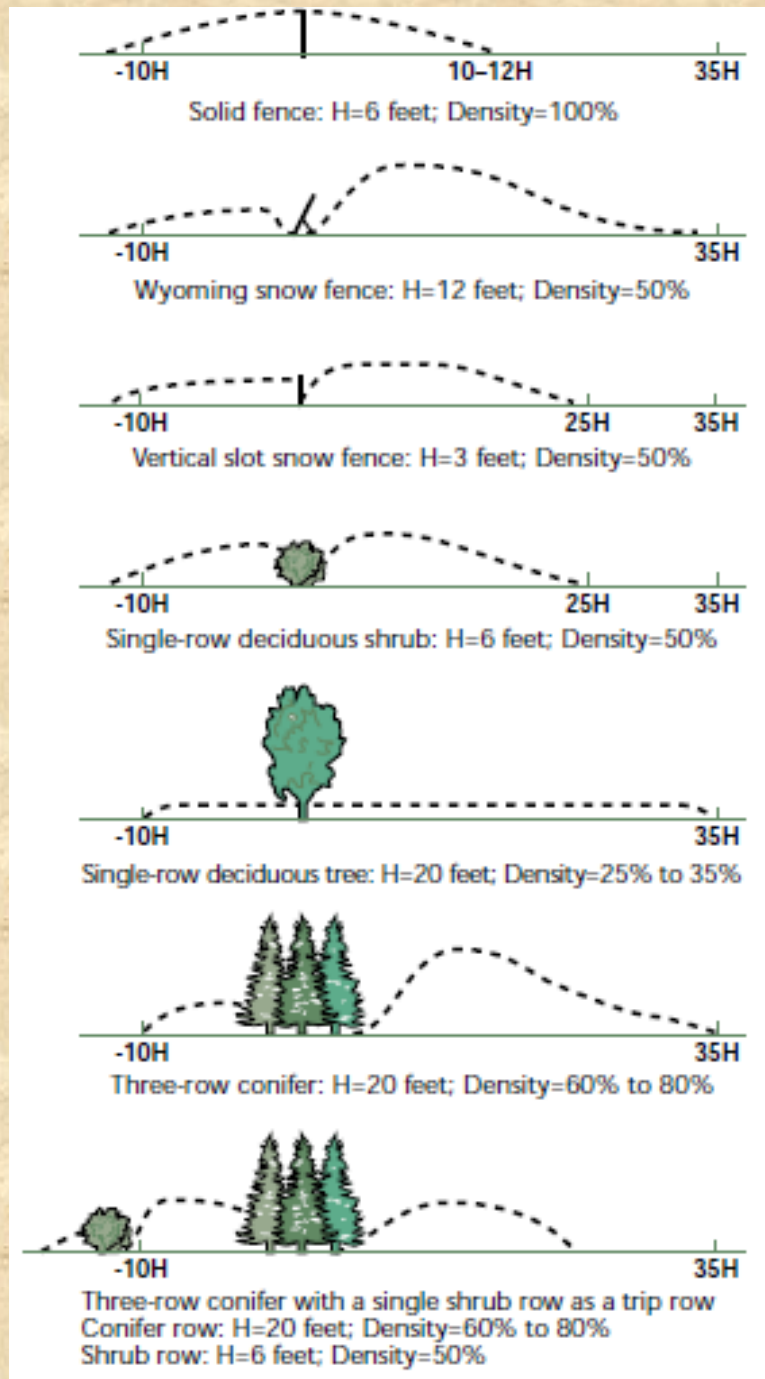 -10H 10–12H 35H
Solid fence: H=6 feet; Density=100%
-10H 35H
Wyoming snow fence: H=12 feet; Density=50%
-10H 25H 35H
Vertical slot snow fence: H=3 feet; Density=50%
-10H 25H 35H
Single-row deciduous shrub: H=6 feet; Density=50%
-10H 35H
Single-row deciduous tree: H=20 feet; Density=25% to 35%
-10H 35H
Three-row conifer: H=20 feet; Density=60% to 80%
-10H 35H
Three-row conifer with a single shrub row as a trip row
Conifer row: H=20 feet; Density=60% to 80%
Shrub row: H=6 feet; Density=50%